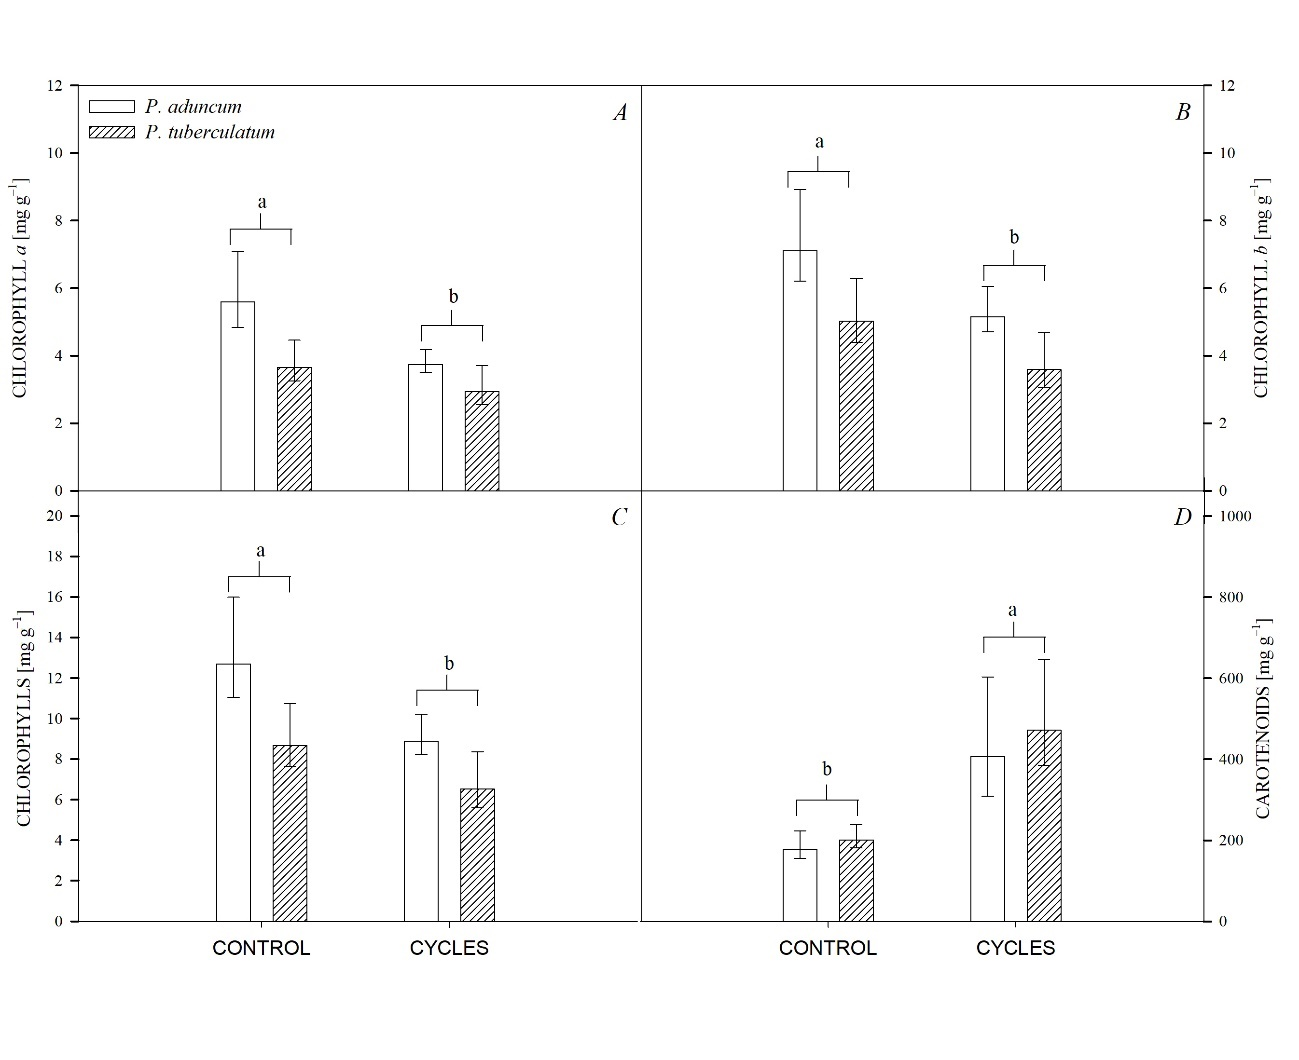 12
10
8
6
4
2
0
CHLOROPHYLL a [mg g⁻¹]
P. aduncum
P. tuberculatum
A
a
b
B
a
b
12
10
8
6
4
2
0
CHLOROPHYLL b [mg g⁻¹]
20
18
16
14
12
10
8
6
4
2
0
CHLOROPHYLLS [mg g⁻¹]
C
a
b
CONTROL
CYCLES
D
b
a
CONTROL
CYCLES
1000
800
600
400
200
0
CAROTENOIDS [mg g⁻¹]